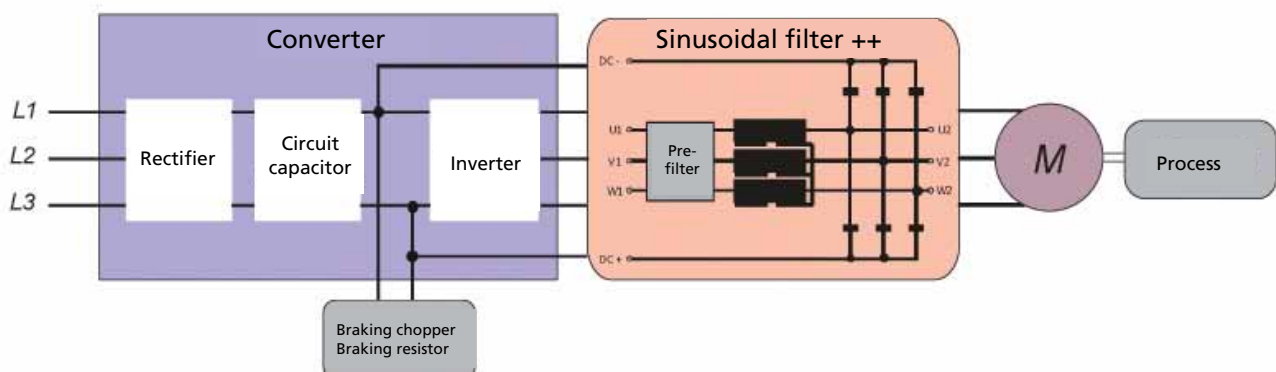 Converter
Sinusoidal filter ++
L1
L2
L3
Rectifier
Circuit
capacitor
Inverter
DC -
U1
V1
W1
DC +
Pre-
filter
U2
V2
W2
M
Process
Braking chopper
Braking resistor